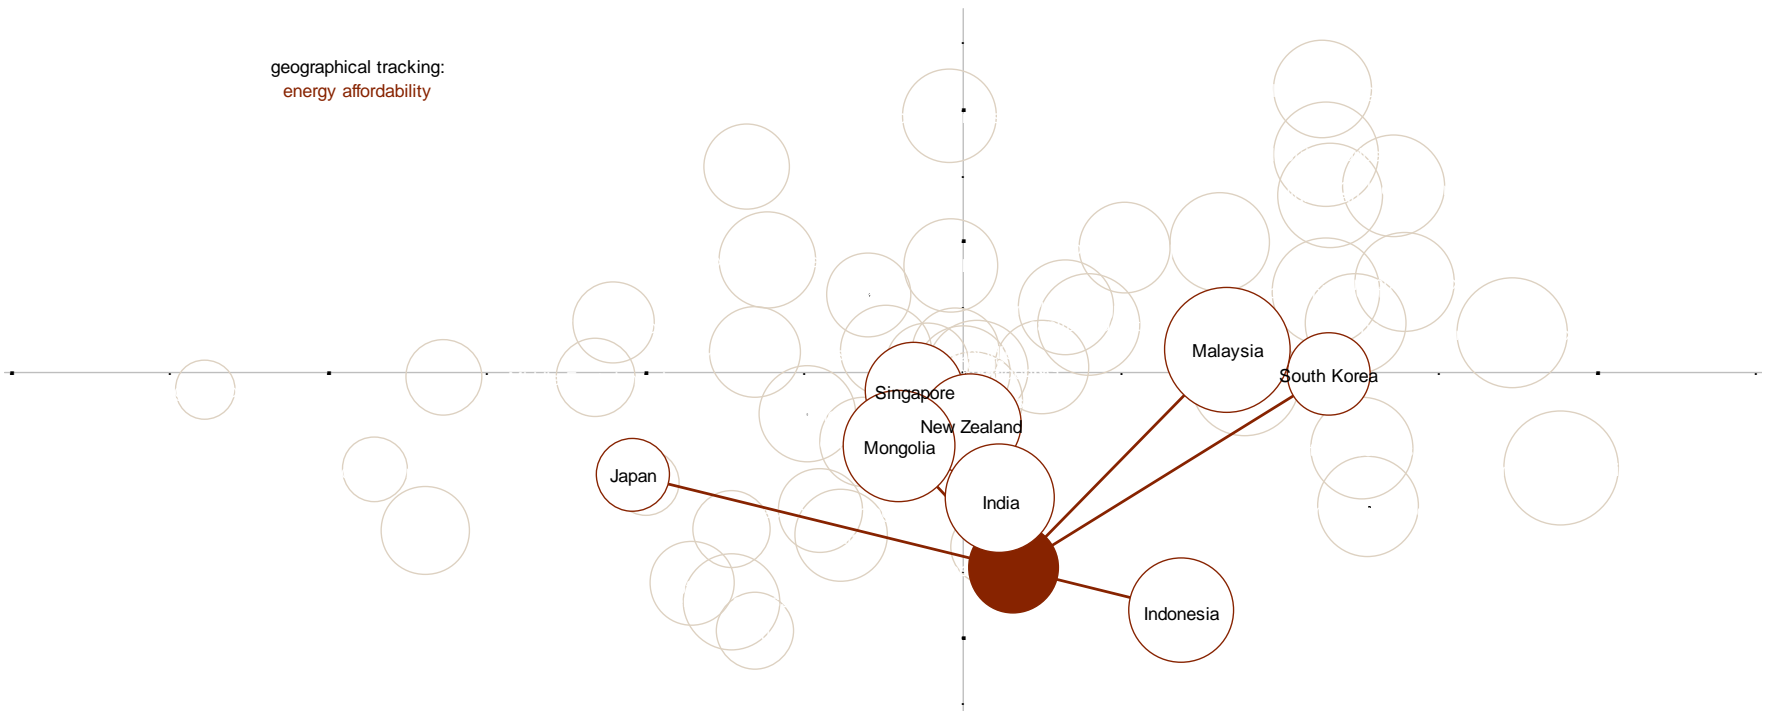 geographical tracking:
energy affordability
Malaysia
South Korea
Singapore
New Zealand
Mongolia
Japan
India
Indonesia